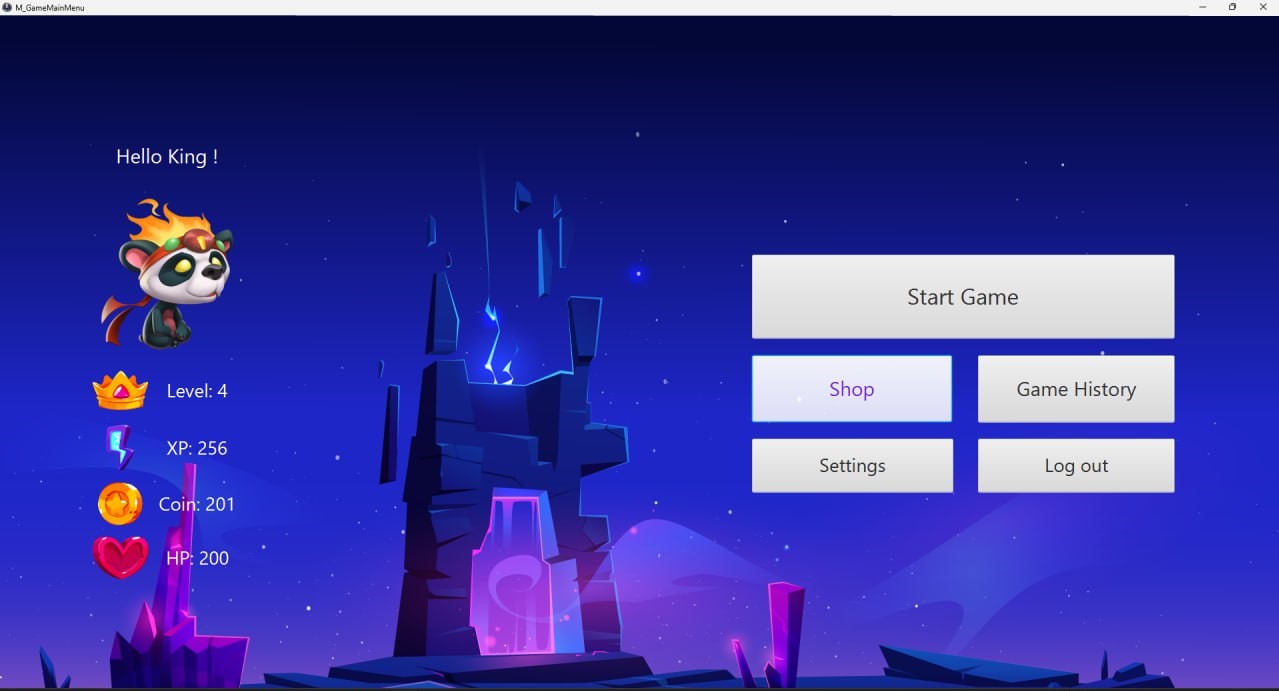 M_GameMainMenu
Hello King !
Level: 4
XP: 256
Coin: 201
HP: 200
Start Game
Shop
Game History
Settings
Log out